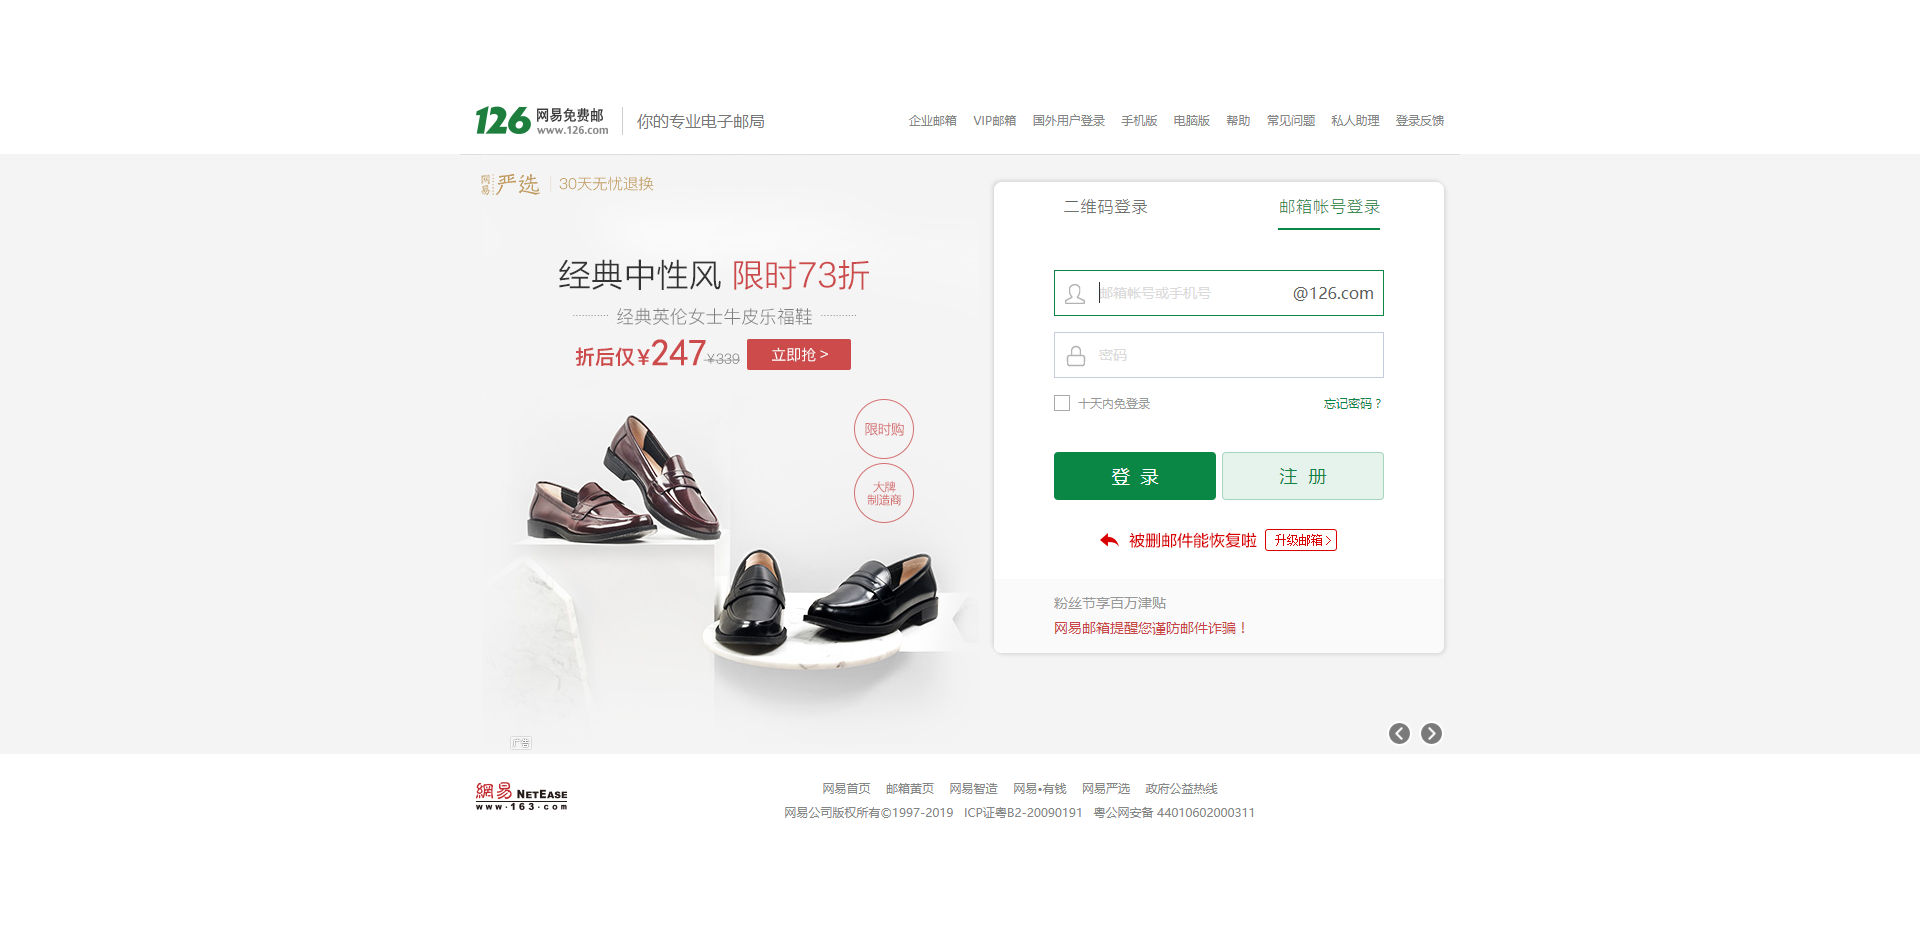 126 网易免费邮
www.126.com
你的专业电子邮局
企业邮箱 VIP邮箱 国外用户登录 手机版 电脑版 帮助 常见问题 私人助理 登录反馈
网易严选 30天无忧退换
经典中性风 限时73折
经典英伦女士牛皮乐福鞋
折后仅¥247 ¥339 立即抢 >
限时购
大牌
制造商
广告
二维码登录 邮箱帐号登录
邮箱帐号或手机号 @126.com
密码
十天内免登录 忘记密码？
登 录 注 册
被删邮件能恢复啦 升级邮箱>
粉丝节享百万津贴
网易邮箱提醒您谨防邮件诈骗！
網易 NETEASE
www.163.com
网易首页 邮箱黄页 网易智造 网易•有钱 网易严选 政府公益热线
网易公司版权所有©1997-2019 ICP证粤B2-20090191 粤公网安备 44010602000311